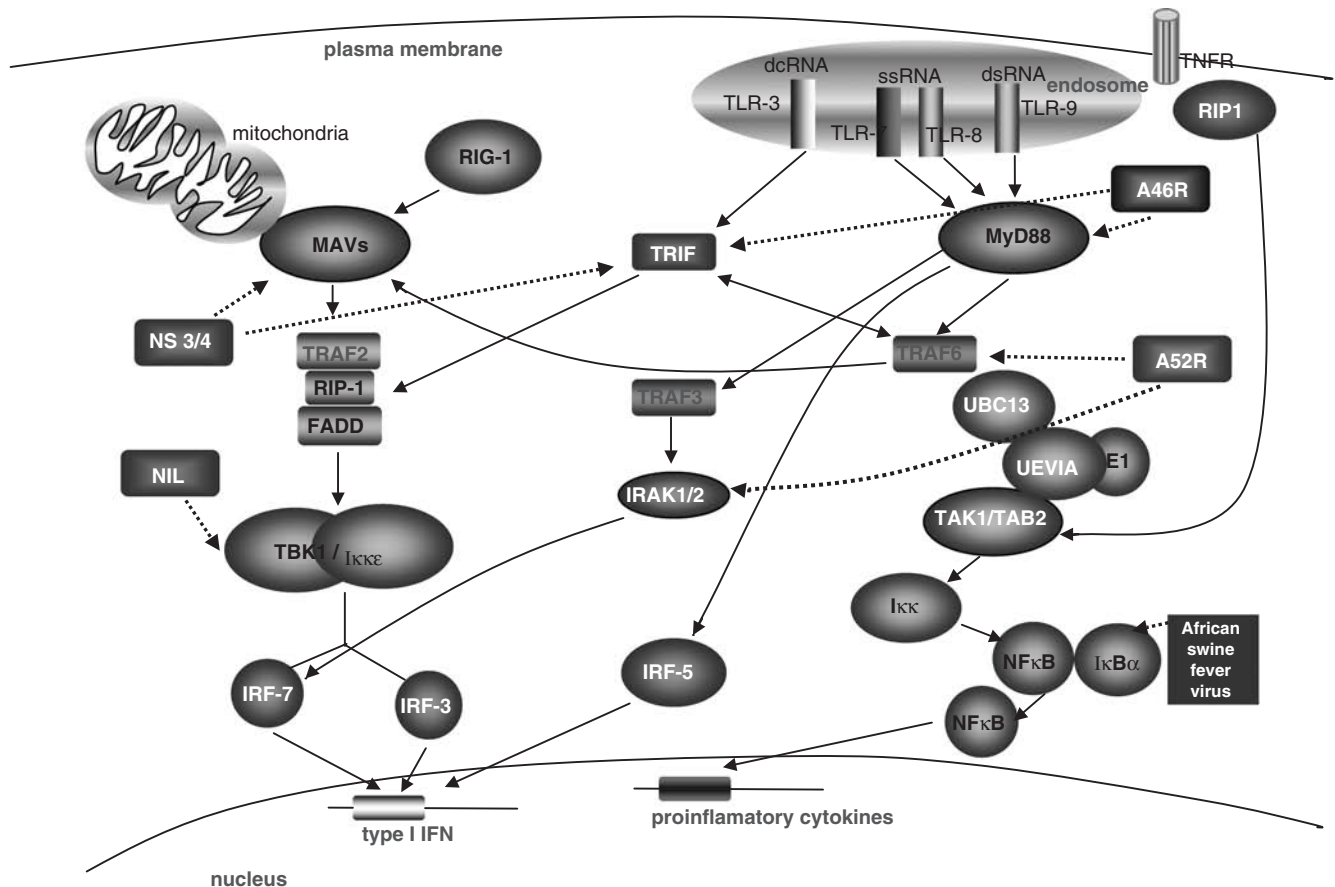 plasma membrane
TNFR
dcRNA
ssRNA
dsRNA
endosome
TLR-3
TLR-7
TLR-8
TLR-9
RIP1
mitochondria
RIG-1
A46R
MAVs
TRIF
MyD88
NS 3/4
TRAF2
TRAF6
A52R
RIP-1
TRAF3
UBC13
FADD
NIL
IRAK1/2
UEVIA
E1
TAK1/TAB2
TBK1 / Iκκε
Iκκ
African
swine
fever
virus
NFκB
IκBα
IRF-5
IRF-7
IRF-3
NFκB
type I IFN
proinflamatory cytokines
nucleus